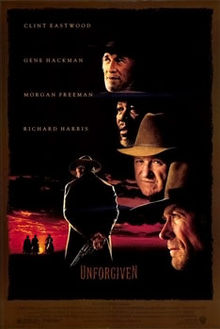 CLINT EASTWOOD
GENE HACKMAN
MORGAN FREEMAN
RICHARD HARRIS
UNFORGIVEN